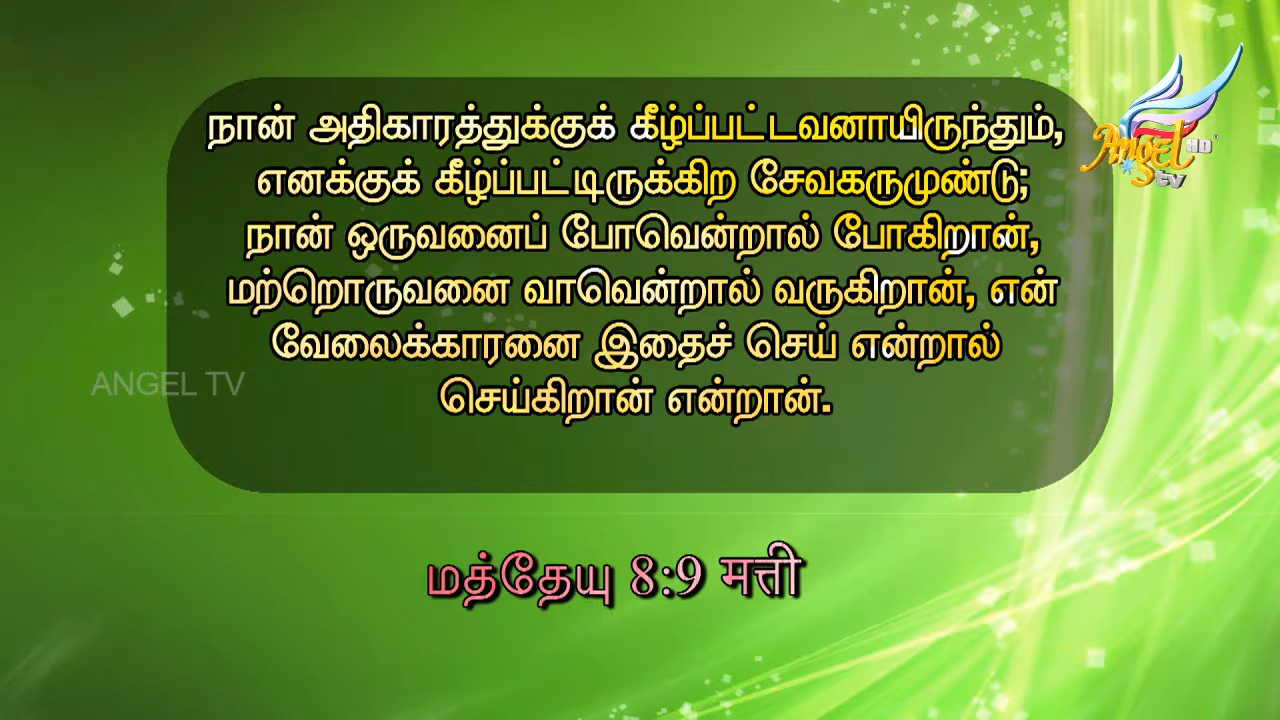 நான் அதிகாரத்துக்குக் கீழ்ப்பட்டவனாயிருந்தும்,
எனக்குக் கீழ்ப்பட்டிருக்கிற சேவகருமுண்டு;
நான் ஒருவனைப் போவென்றால் போகிறான்,
மற்றொருவனை வாவென்றால் வருகிறான், என்
வேலைக்காரனை இதைச் செய் என்றால்
செய்கிறான் என்றான்.
மத்தேயு 8:9 मत्ती
Angel TV HD
ANGEL TV